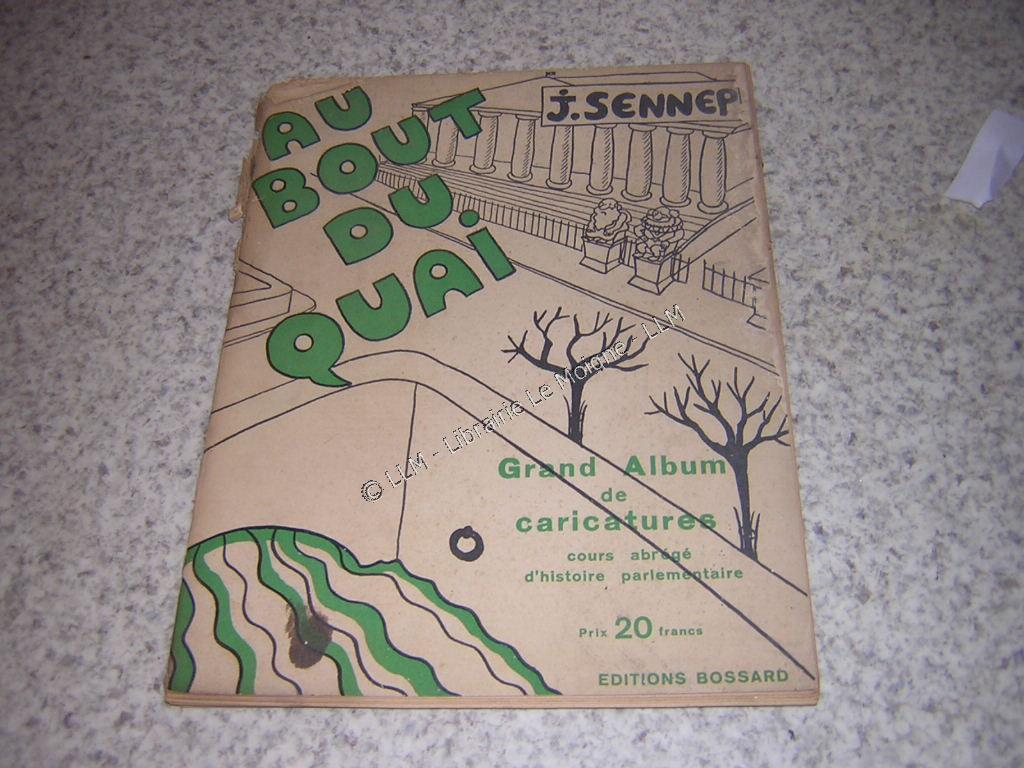 J. SENNEP
AU
BOUT
DU
QUAI
© LLM - Librairie Le Moigne - LLM
Grand Album
de
caricatures
cours abrégé
d'histoire parlementaire
Prix 20 francs
EDITIONS BOSSARD